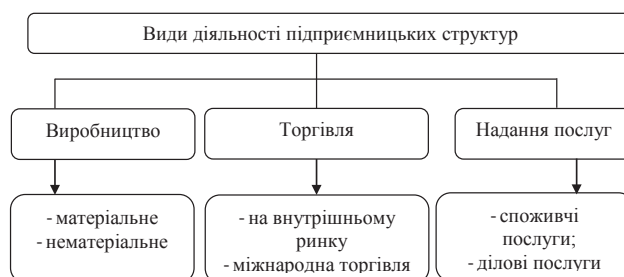 Види діяльності підприємницьких структур
Виробництво
Торгівля
Надання послуг
- матеріальне
- нематеріальне
- на внутрішньому
ринку
- міжнародна торгівля
- споживчі
послуги;
- ділові послуги